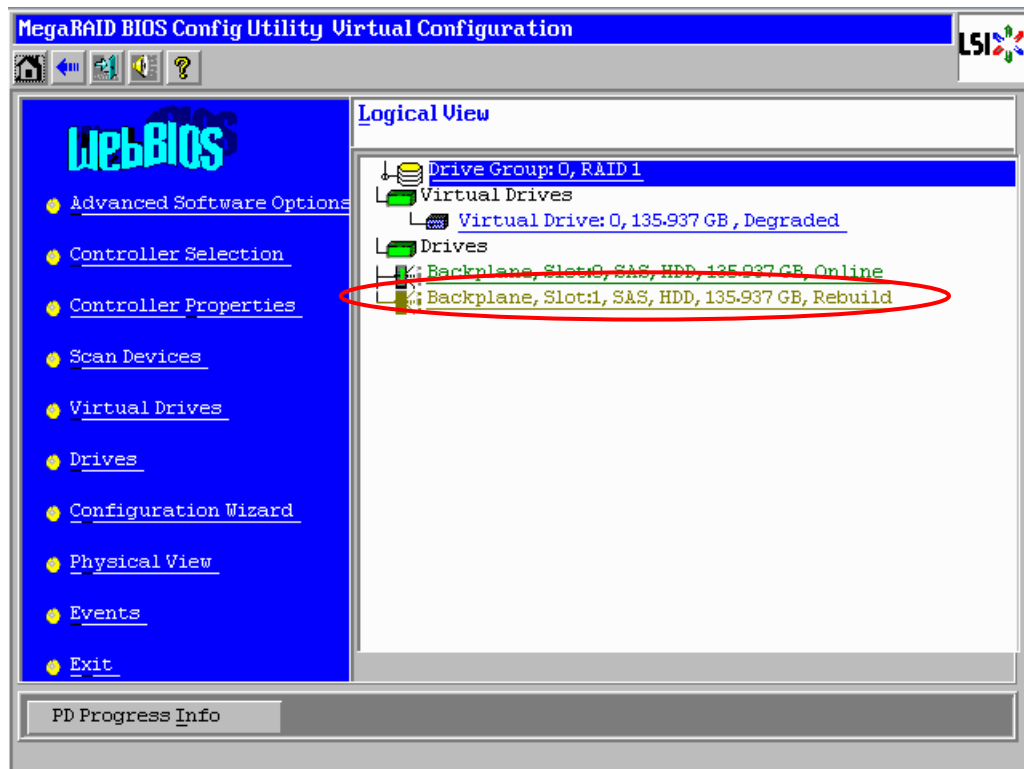 MegaRAID BIOS Config Utility Virtual Configuration
LSI
WebBIOS
Advanced Software Options
Controller Selection
Controller Properties
Scan Devices
Virtual Drives
Drives
Configuration Wizard
Physical View
Events
Exit
Logical View
Drive Group: 0, RAID 1
Virtual Drives
Virtual Drive: 0, 135.937 GB , Degraded
Drives
Backplane, Slot:0, SAS, HDD, 135.937 GB, Online
Backplane, Slot:1, SAS, HDD, 135.937 GB, Rebuild
PD Progress Info